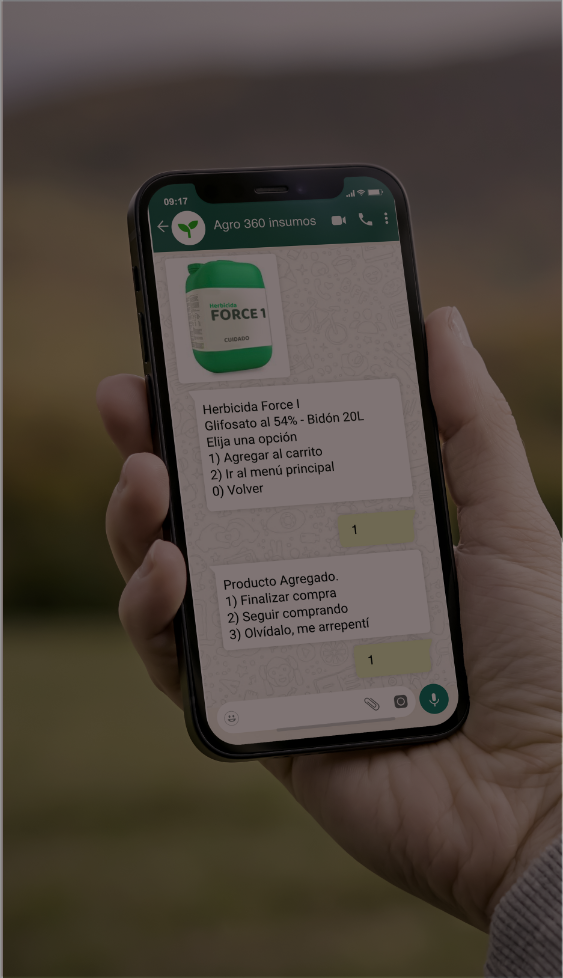 09:17
Agro 360 insumos
Herbicida
FORCE 1
CUIDADO
Herbicida Force I
Glifosato al 54% - Bidón 20L
Elija una opción
1) Agregar al carrito
2) Ir al menú principal
0) Volver
1
Producto Agregado.
1) Finalizar compra
2) Seguir comprando
3) Olvídalo, me arrepentí
1